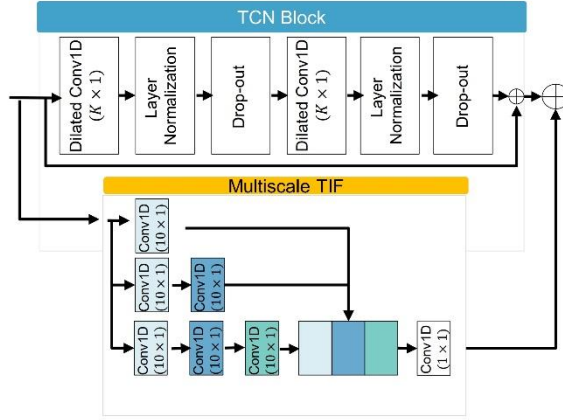 TCN Block
Dilated Conv1D
(K × 1)
Layer
Normalization
Drop-out
Dilated Conv1D
(K × 1)
Layer
Normalization
Drop-out
Multiscale TIF
Conv1D
(10 × 1)
Conv1D
(10 × 1)
Conv1D
(10 × 1)
Conv1D
(10 × 1)
Conv1D
(10 × 1)
Conv1D
(10 × 1)
Conv1D
(1 × 1)